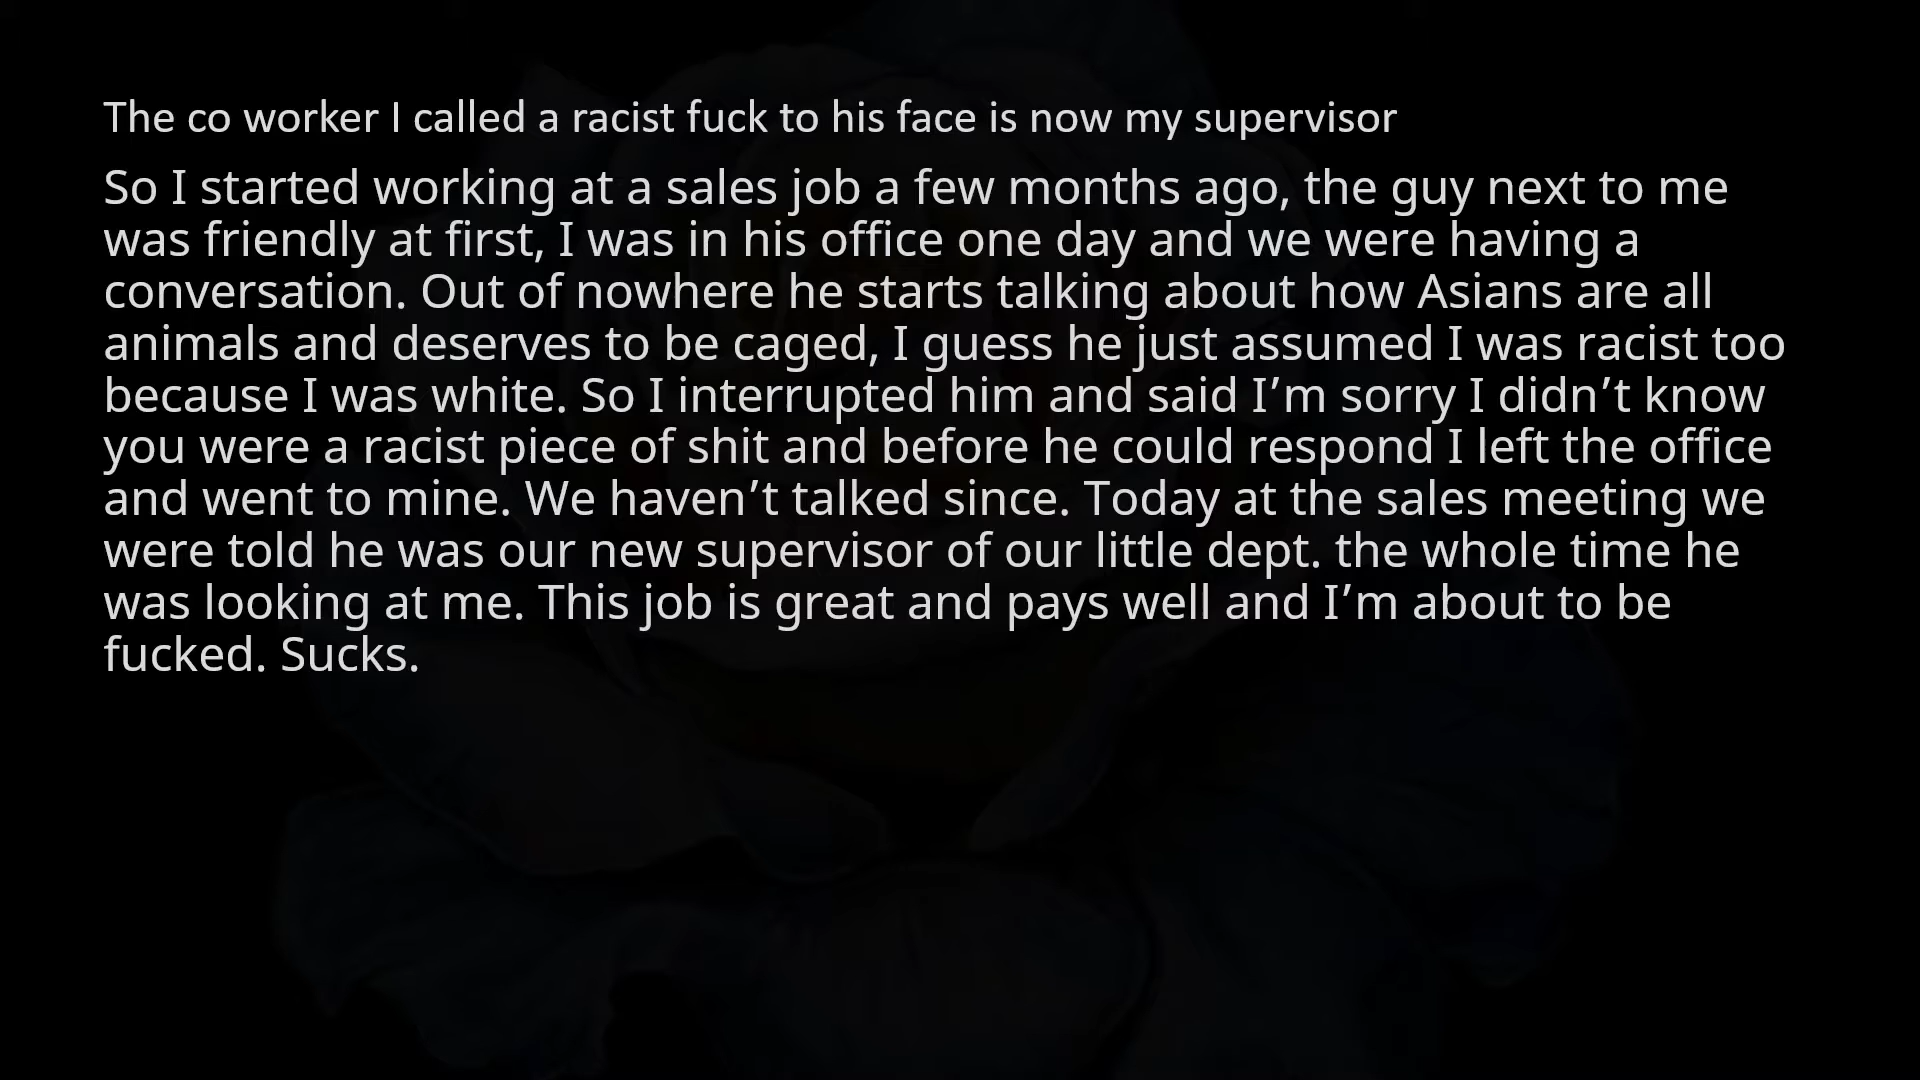 The co worker I called a racist fuck to his face is now my supervisor
So I started working at a sales job a few months ago, the guy next to me
was friendly at first, I was in his office one day and we were having a
conversation. Out of nowhere he starts talking about how Asians are all
animals and deserves to be caged, I guess he just assumed I was racist too
because I was white. So I interrupted him and said I’m sorry I didn’t know
you were a racist piece of shit and before he could respond I left the office
and went to mine. We haven’t talked since. Today at the sales meeting we
were told he was our new supervisor of our little dept. the whole time he
was looking at me. This job is great and pays well and I’m about to be
fucked. Sucks.